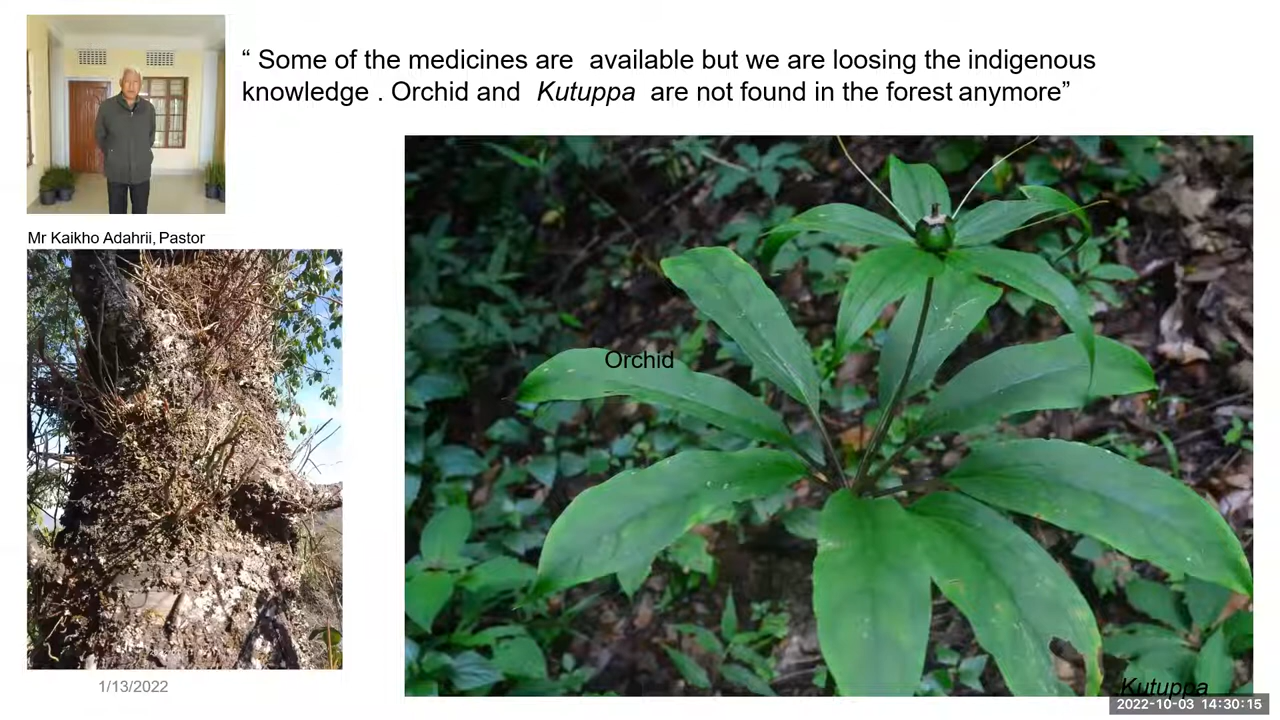 “ Some of the medicines are available but we are loosing the indigenous
knowledge . Orchid and Kutuppa are not found in the forest anymore”
Mr Kaikho Adahrii, Pastor
Orchid
1/13/2022
Kutuppa
2022-10-03 14:30:15